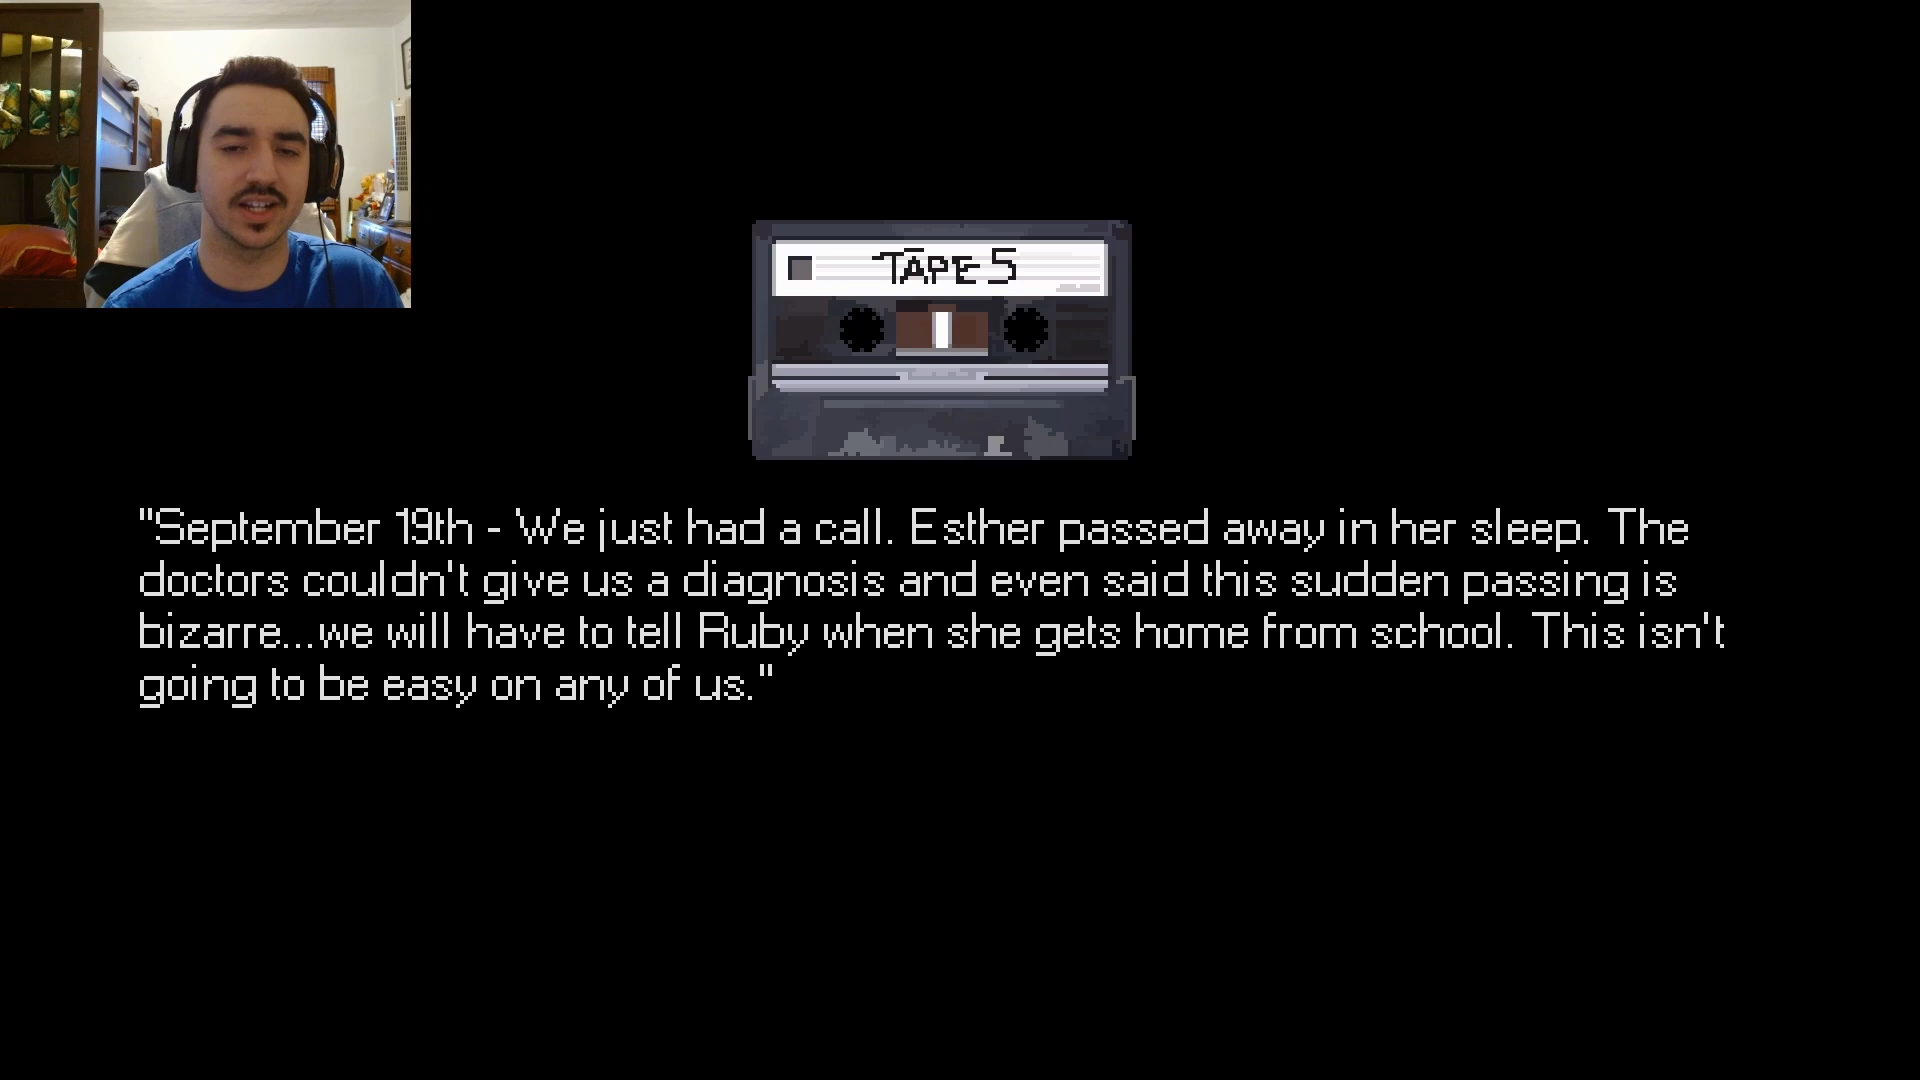 TAPE 5
"September 19th - We just had a call. Esther passed away in her sleep. The
doctors couldn't give us a diagnosis and even said this sudden passing is
bizarre...we will have to tell Ruby when she gets home from school. This isn't
going to be easy on any of us."